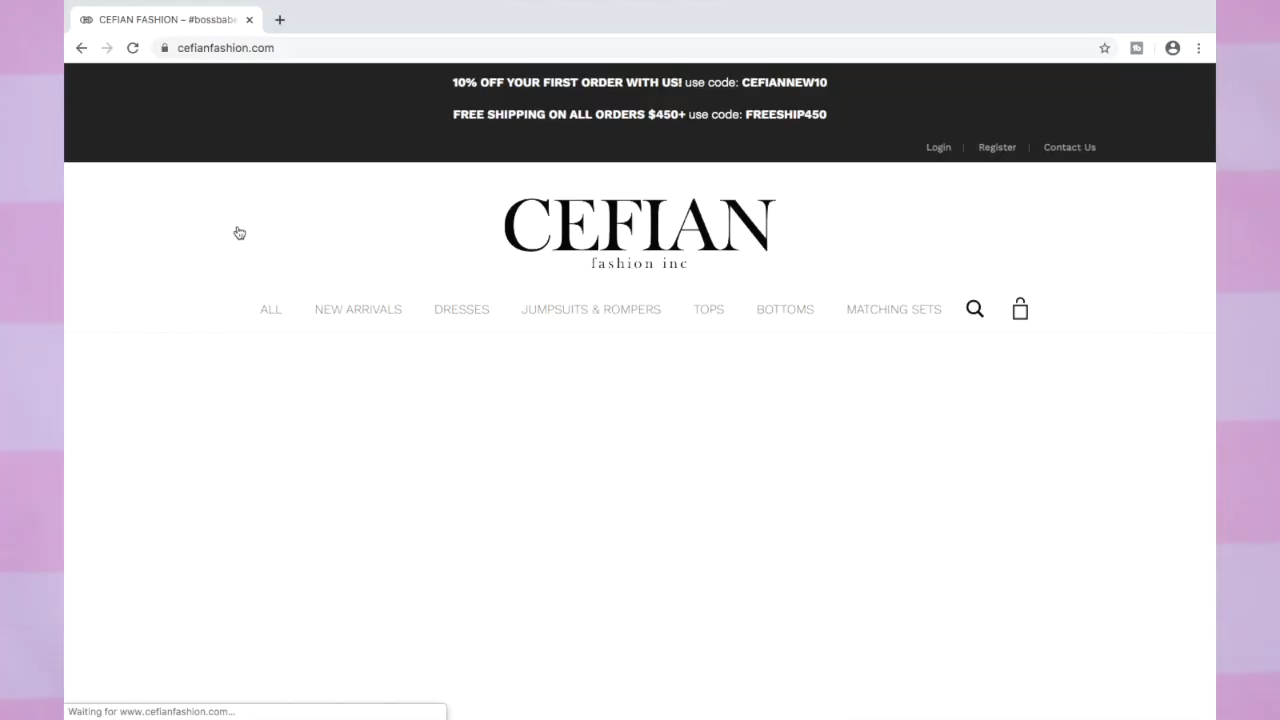 CEFIAN FASHION – #bossbabe
cefianfashion.com
10% OFF YOUR FIRST ORDER WITH US! use code: CEFIANNEW10
FREE SHIPPING ON ALL ORDERS $450+ use code: FREESHIP450
Login | Register | Contact Us
CEFIAN
fashion inc
ALL NEW ARRIVALS DRESSES JUMPSUITS & ROMPERS TOPS BOTTOMS MATCHING SETS
Waiting for www.cefianfashion.com...